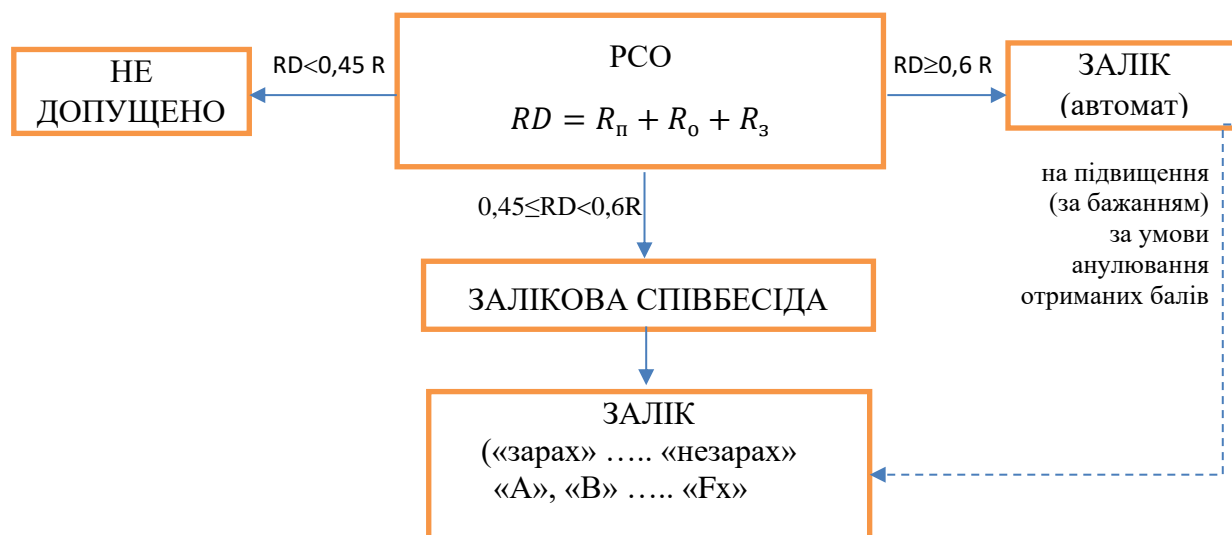 НЕ
ДОПУЩЕНО
RD<0,45 R
РСО
RD = Rп + Rо + Rз
RD≥0,6 R
ЗАЛІК
(автомат)
на підвищення
(за бажанням)
за умови
анулювання
отриманих балів
0,45≤RD<0,6R
ЗАЛІКОВА СПІВБЕСІДА
ЗАЛІК
(«зарах» ….. «незарах»
«A», «B» ….. «Fx»